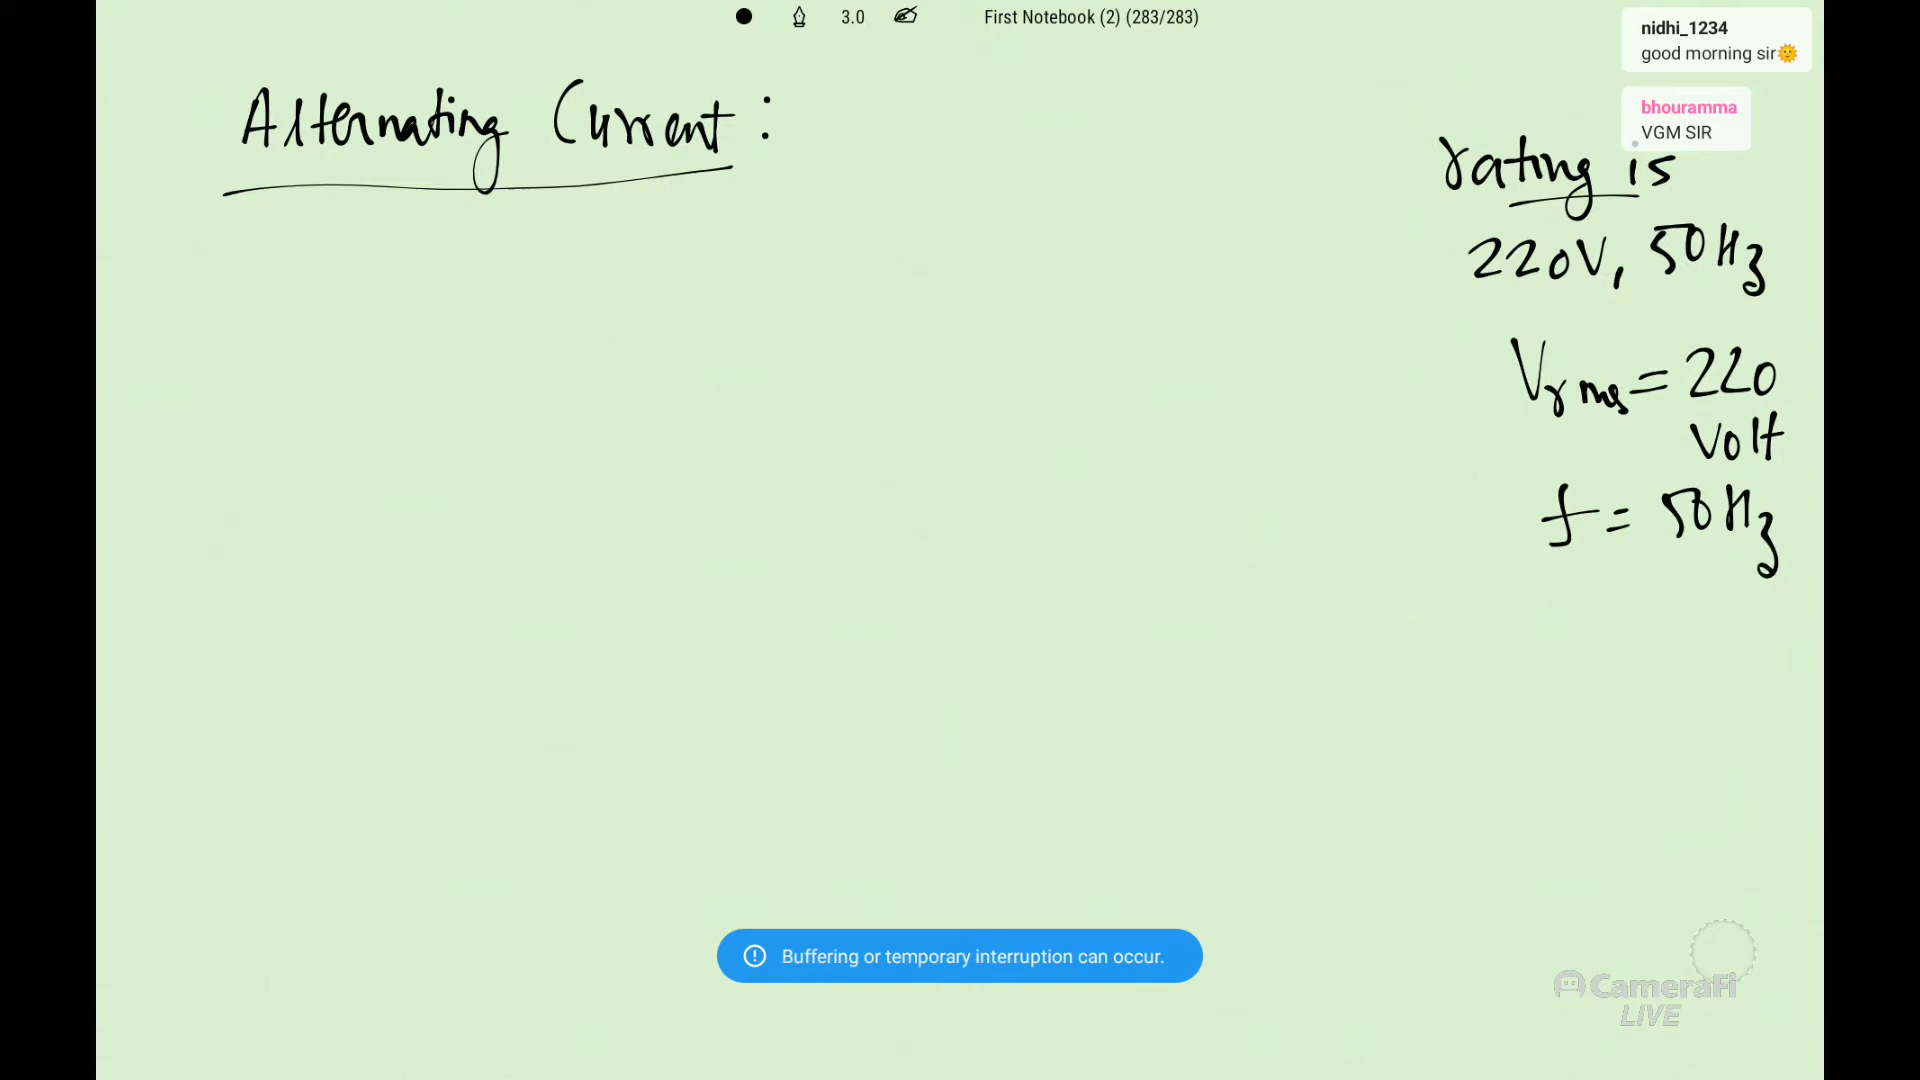 3.0 First Notebook (2) (283/283)
nidhi_1234
good morning sir🌞
bhouramma
VGM SIR
Alternating Current :
rating is
220V, 50Hz
Vrms = 220
Volt
f = 50Hz
Buffering or temporary interruption can occur.
CameraFi
LIVE